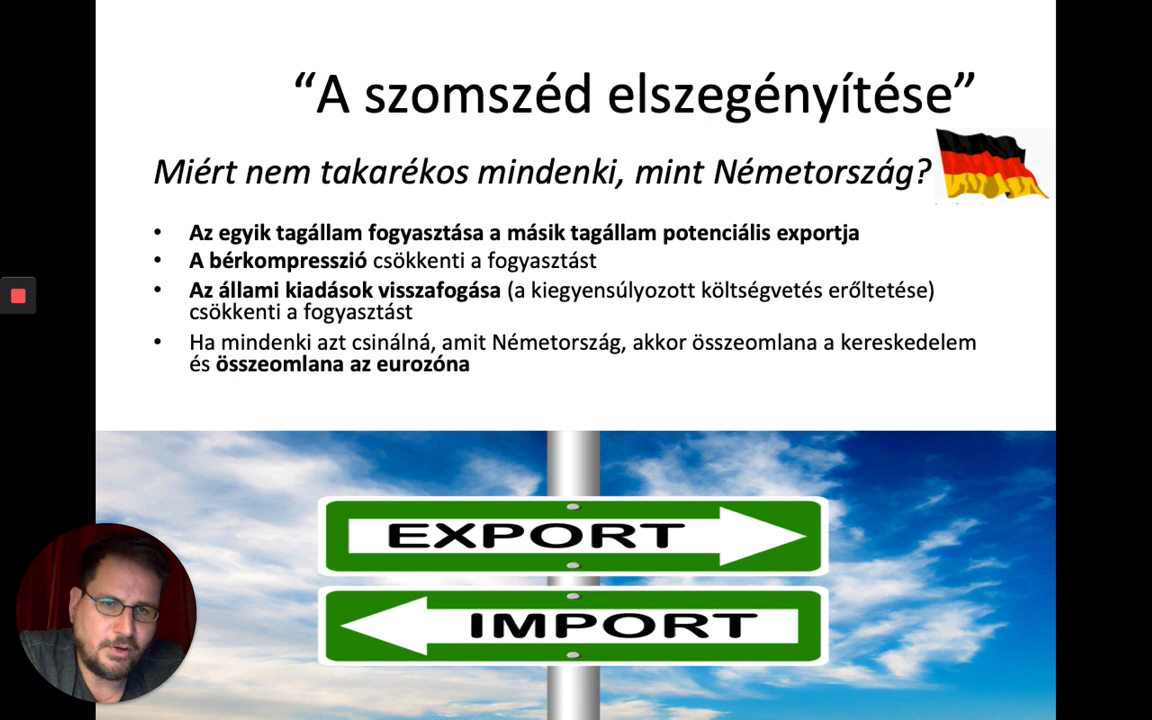 “A szomszéd elszegényítése”
Miért nem takarékos mindenki, mint Németország?
• Az egyik tagállam fogyasztása a másik tagállam potenciális exportja
• A bérkompresszió csökkenti a fogyasztást
• Az állami kiadások visszafogása (a kiegyensúlyozott költségvetés erőltetése)
csökkenti a fogyasztást
• Ha mindenki azt csinálná, amit Németország, akkor összeomlana a kereskedelem
és összeomlana az eurozóna
EXPORT
IMPORT